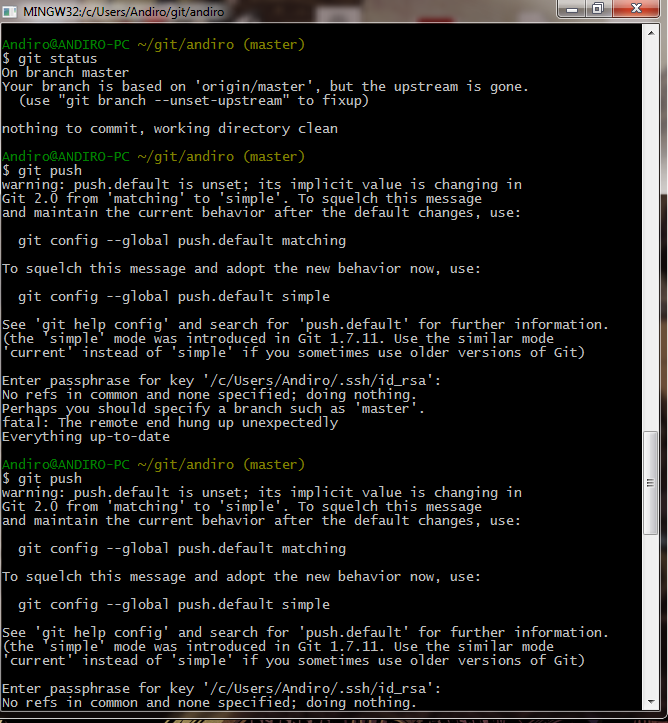 MINGW32:/c/Users/Andiro/git/andiro
Andiro@ANDIRO-PC ~/git/andiro (master)
$ git status
On branch master
Your branch is based on 'origin/master', but the upstream is gone.
  (use "git branch --unset-upstream" to fixup)
nothing to commit, working directory clean
Andiro@ANDIRO-PC ~/git/andiro (master)
$ git push
warning: push.default is unset; its implicit value is changing in
Git 2.0 from 'matching' to 'simple'. To squelch this message
and maintain the current behavior after the default changes, use:
  git config --global push.default matching
To squelch this message and adopt the new behavior now, use:
  git config --global push.default simple
See 'git help config' and search for 'push.default' for further information.
(the 'simple' mode was introduced in Git 1.7.11. Use the similar mode
'current' instead of 'simple' if you sometimes use older versions of Git)
Enter passphrase for key '/c/Users/Andiro/.ssh/id_rsa':
No refs in common and none specified; doing nothing.
Perhaps you should specify a branch such as 'master'.
fatal: The remote end hung up unexpectedly
Everything up-to-date
Andiro@ANDIRO-PC ~/git/andiro (master)
$ git push
warning: push.default is unset; its implicit value is changing in
Git 2.0 from 'matching' to 'simple'. To squelch this message
and maintain the current behavior after the default changes, use:
  git config --global push.default matching
To squelch this message and adopt the new behavior now, use:
  git config --global push.default simple
See 'git help config' and search for 'push.default' for further information.
(the 'simple' mode was introduced in Git 1.7.11. Use the similar mode
'current' instead of 'simple' if you sometimes use older versions of Git)
Enter passphrase for key '/c/Users/Andiro/.ssh/id_rsa':
No refs in common and none specified; doing nothing.